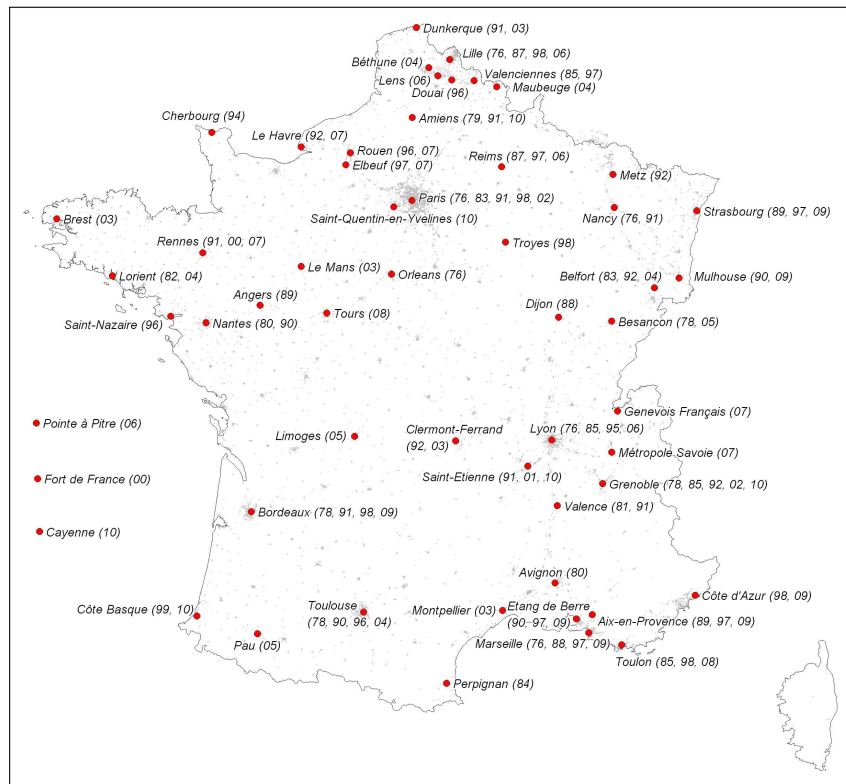 Dunkerque (91, 03)
Lille (76, 87, 98, 06)
Béthune (04)
Valenciennes (85, 97)
Lens (06)
Maubeuge (04)
Douai (96)
Cherbourg (94)
Amiens (79, 91, 10)
Le Havre (92, 07)
Rouen (96, 07)
Reims (87, 97, 06)
Elbeuf (97, 07)
Metz (92)
Paris (76, 83, 91, 98, 02)
Saint-Quentin-en-Yvelines (10)
Nancy (76, 91)
Strasbourg (89, 97, 09)
Brest (03)
Rennes (91, 00, 07)
Troyes (98)
Le Mans (03)
Orleans (76)
Lorient (82, 04)
Belfort (83, 92, 04)
Mulhouse (90, 09)
Angers (89)
Dijon (88)
Saint-Nazaire (96)
Nantes (80, 90)
Tours (08)
Besançon (78, 05)
Genevois Français (07)
Pointe à Pitre (06)
Limoges (05)
Clermont-Ferrand
(92, 03)
Lyon (76, 85, 95, 06)
Métropole Savoie (07)
Saint-Etienne (91, 01, 10)
Fort de France (00)
Grenoble (78, 85, 92, 02, 10)
Bordeaux (78, 91, 98, 09)
Valence (81, 91)
Cayenne (10)
Avignon (80)
Côte d'Azur (98, 09)
Côte Basque (99, 10)
Toulouse
(78, 90, 96, 04)
Montpellier (03)
Etang de Berre
(90, 97, 09)
Aix-en-Provence (89, 97, 09)
Pau (05)
Marseille (76, 88, 97, 09)
Toulon (85, 98, 08)
Perpignan (84)